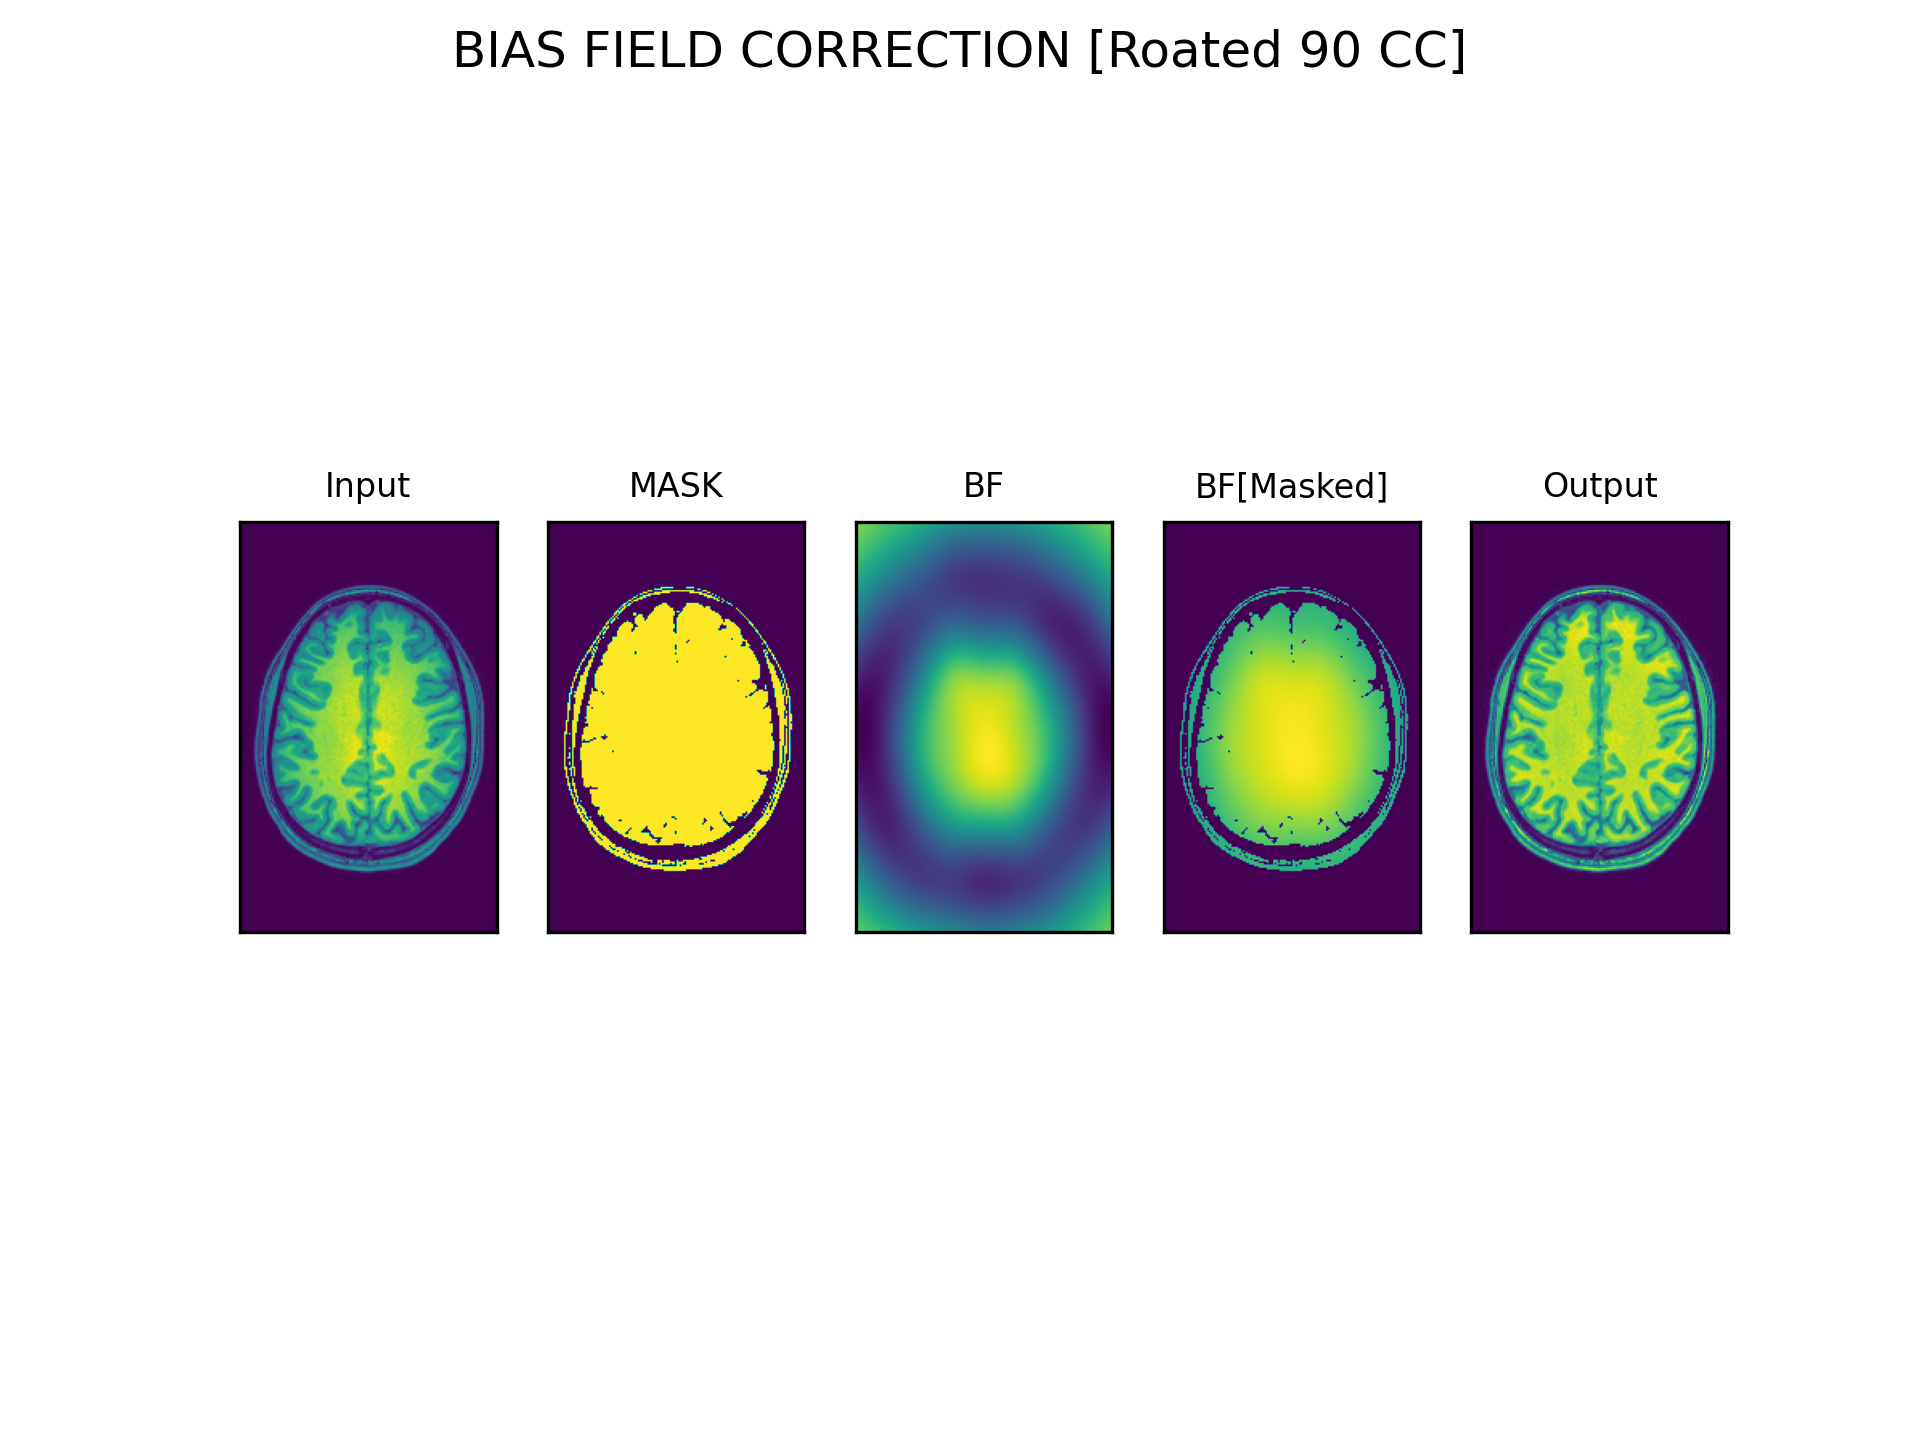 BIAS FIELD CORRECTION [Roated 90 CC]
Input
MASK
BF
BF[Masked]
Output